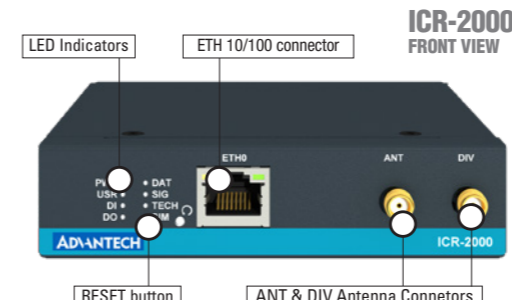 ICR-2000
FRONT VIEW
LED Indicators
ETH 10/100 connector
ETH0
ANT
DIV
DAT
USR
SIG
DI
TECH
DO
ADVANTECH
ICR-2000
RESET button
ANT & DIV Antenna Connetors